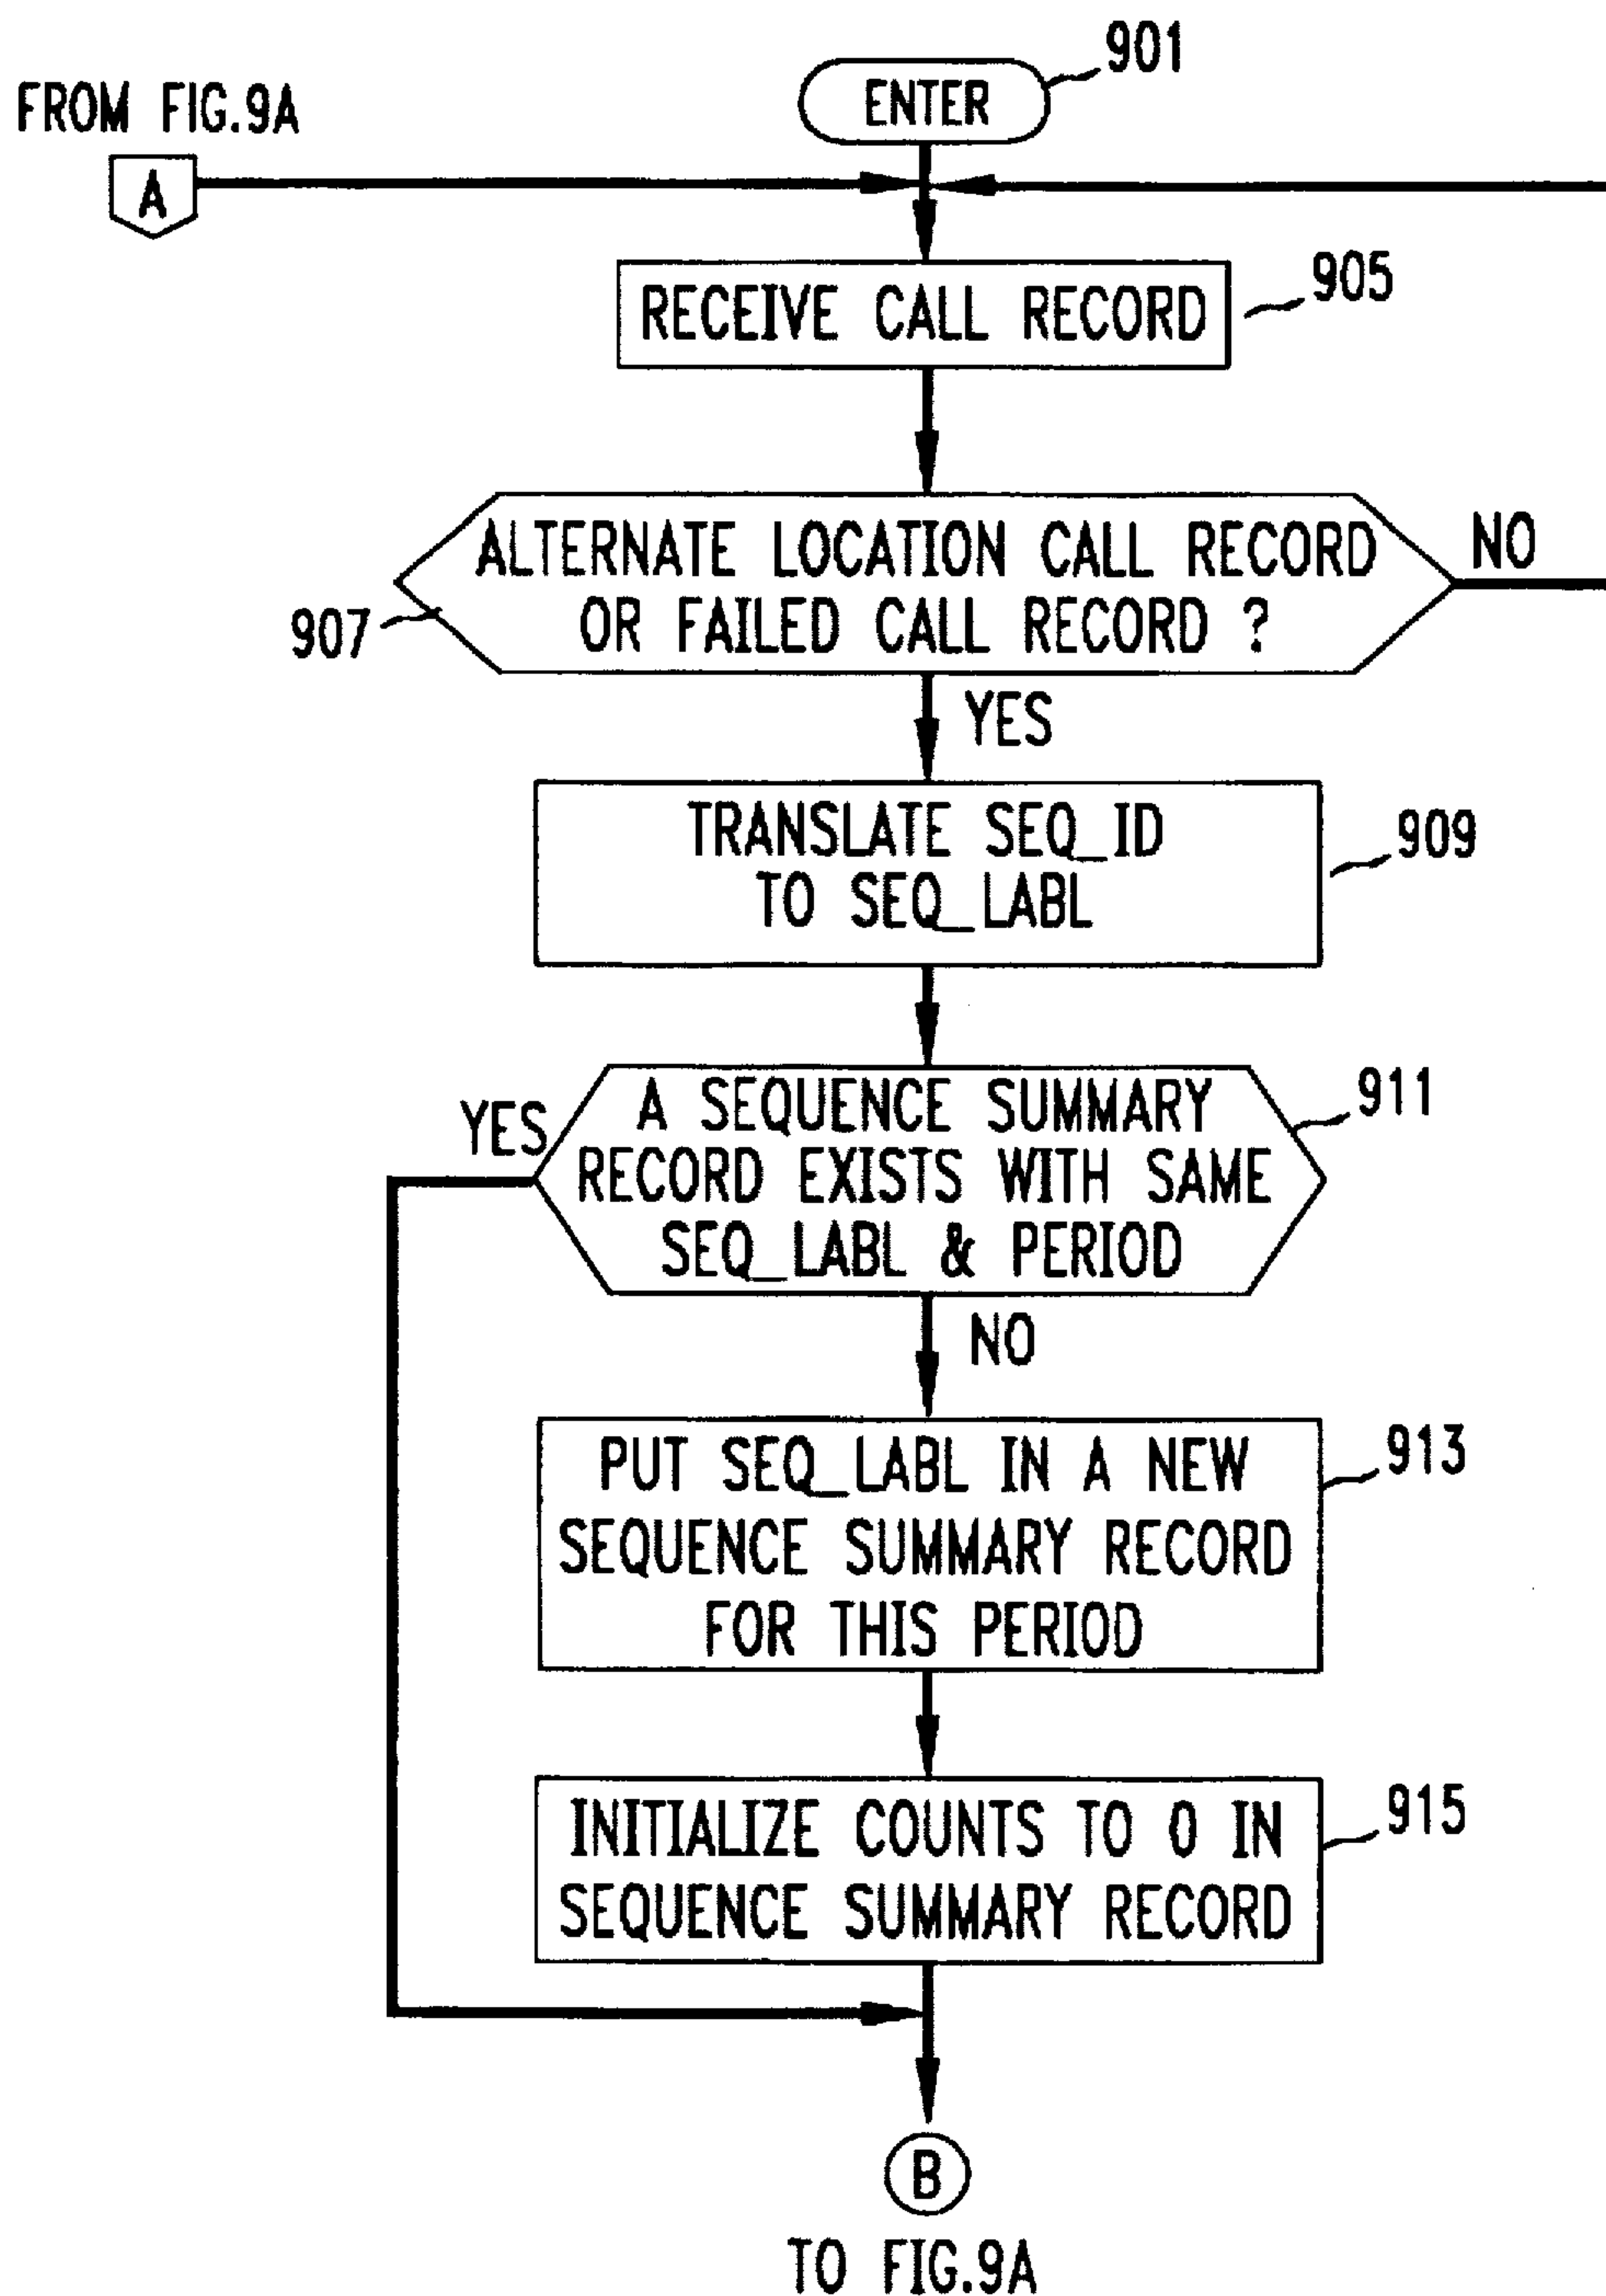 901
FROM FIG.9A
ENTER
A
905
RECEIVE CALL RECORD
ALTERNATE LOCATION CALL RECORD
OR FAILED CALL RECORD ?
NO
907
YES
TRANSLATE SEQ_ID
TO SEQ_LABL
909
911
YES
A SEQUENCE SUMMARY
RECORD EXISTS WITH SAME
SEQ_LABL & PERIOD
NO
913
PUT SEQ_LABL IN A NEW
SEQUENCE SUMMARY RECORD
FOR THIS PERIOD
915
INITIALIZE COUNTS TO 0 IN
SEQUENCE SUMMARY RECORD
B
TO FIG.9A